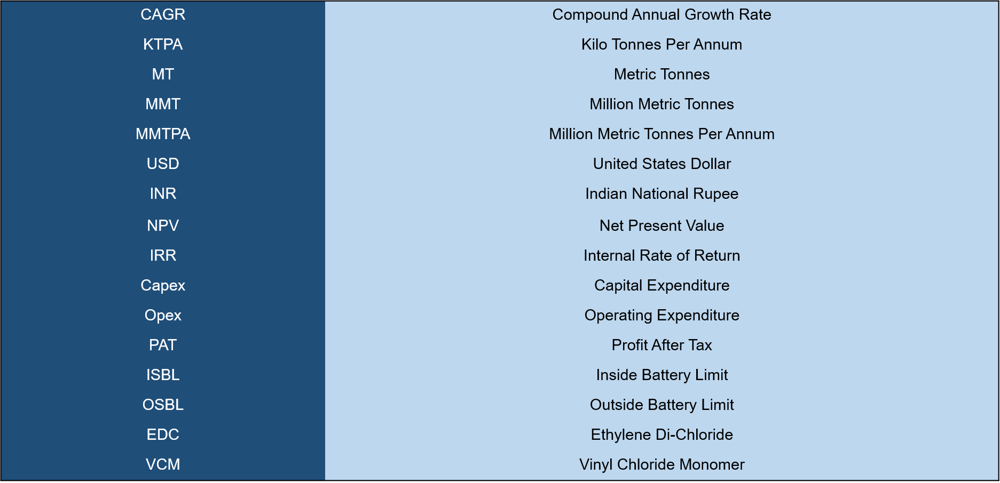 CAGR Compound Annual Growth Rate
KTPA Kilo Tonnes Per Annum
MT Metric Tonnes
MMT Million Metric Tonnes
MMTPA Million Metric Tonnes Per Annum
USD United States Dollar
INR Indian National Rupee
NPV Net Present Value
IRR Internal Rate of Return
Capex Capital Expenditure
Opex Operating Expenditure
PAT Profit After Tax
ISBL Inside Battery Limit
OSBL Outside Battery Limit
EDC Ethylene Di-Chloride
VCM Vinyl Chloride Monomer